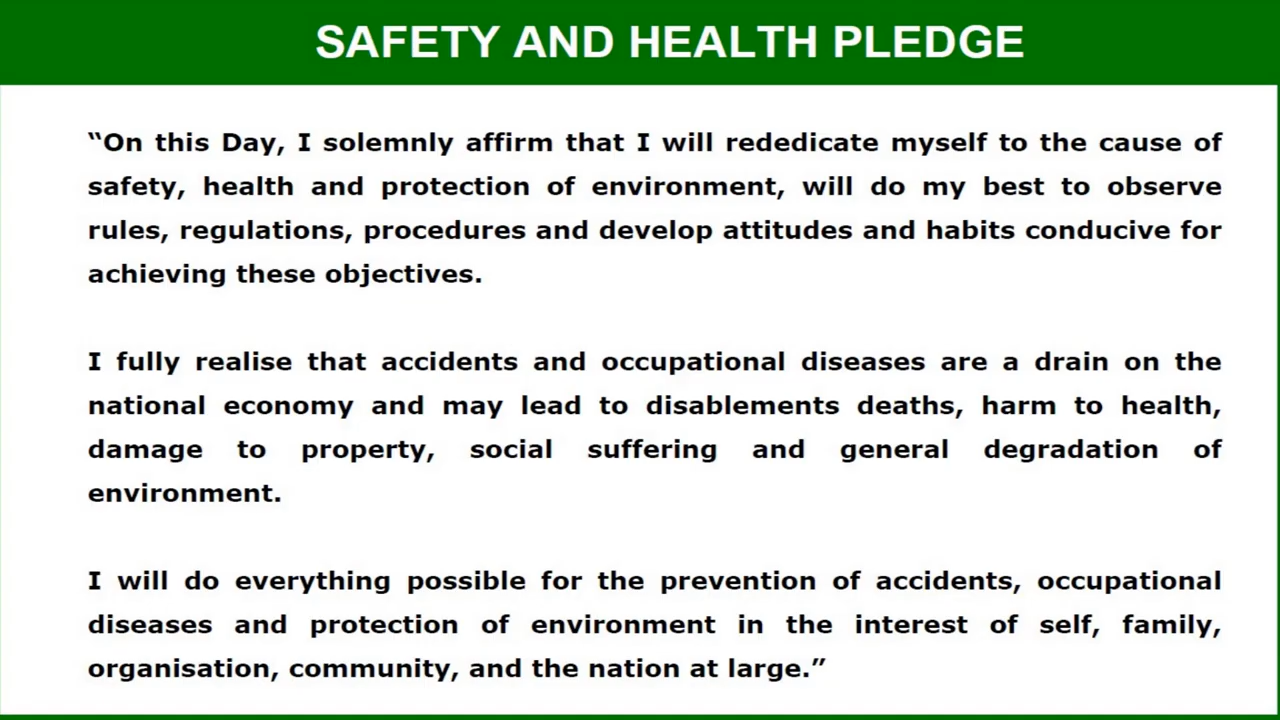 SAFETY AND HEALTH PLEDGE
“On this Day, I solemnly affirm that I will rededicate myself to the cause of
safety, health and protection of environment, will do my best to observe
rules, regulations, procedures and develop attitudes and habits conducive for
achieving these objectives.
I fully realise that accidents and occupational diseases are a drain on the
national economy and may lead to disablements deaths, harm to health,
damage to property, social suffering and general degradation of
environment.
I will do everything possible for the prevention of accidents, occupational
diseases and protection of environment in the interest of self, family,
organisation, community, and the nation at large.”